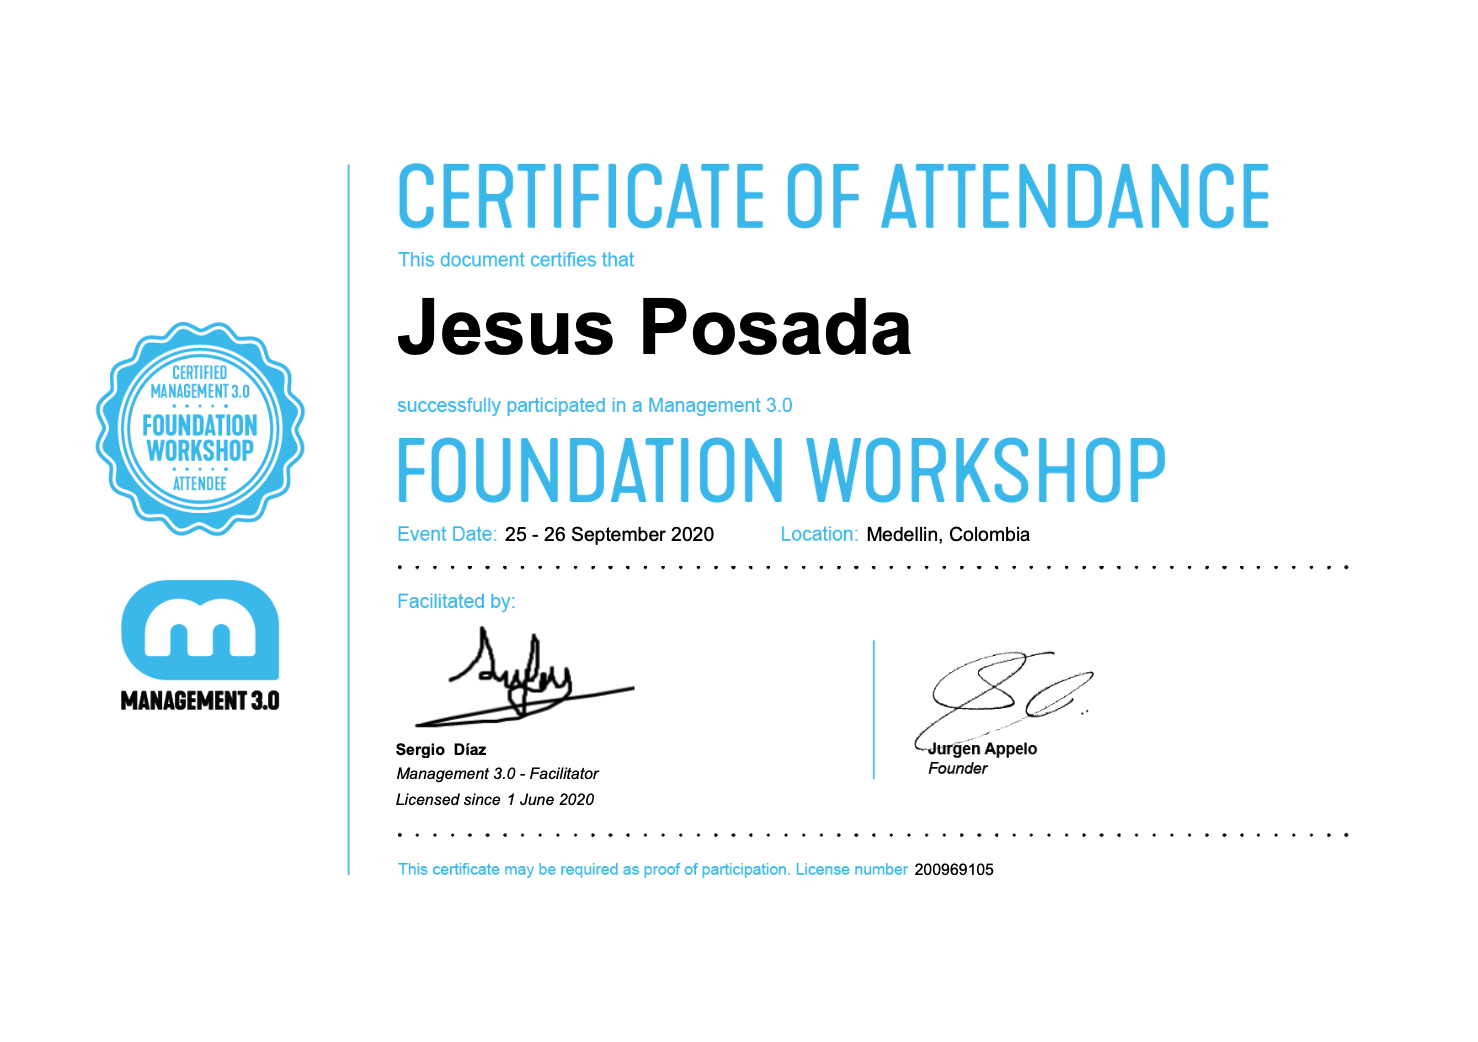 CERTIFICATE OF ATTENDANCE
This document certifies that
Jesus Posada
successfully participated in a Management 3.0
FOUNDATION WORKSHOP
Event Date: 25 - 26 September 2020 Location: Medellin, Colombia
Facilitated by:
Sergio Díaz
Management 3.0 - Facilitator
Licensed since 1 June 2020
Jurgen Appelo
Founder
This certificate may be required as proof of participation. License number 200969105
CERTIFIED
MANAGEMENT 3.0
FOUNDATION
WORKSHOP
ATTENDEE
m
MANAGEMENT 3.0